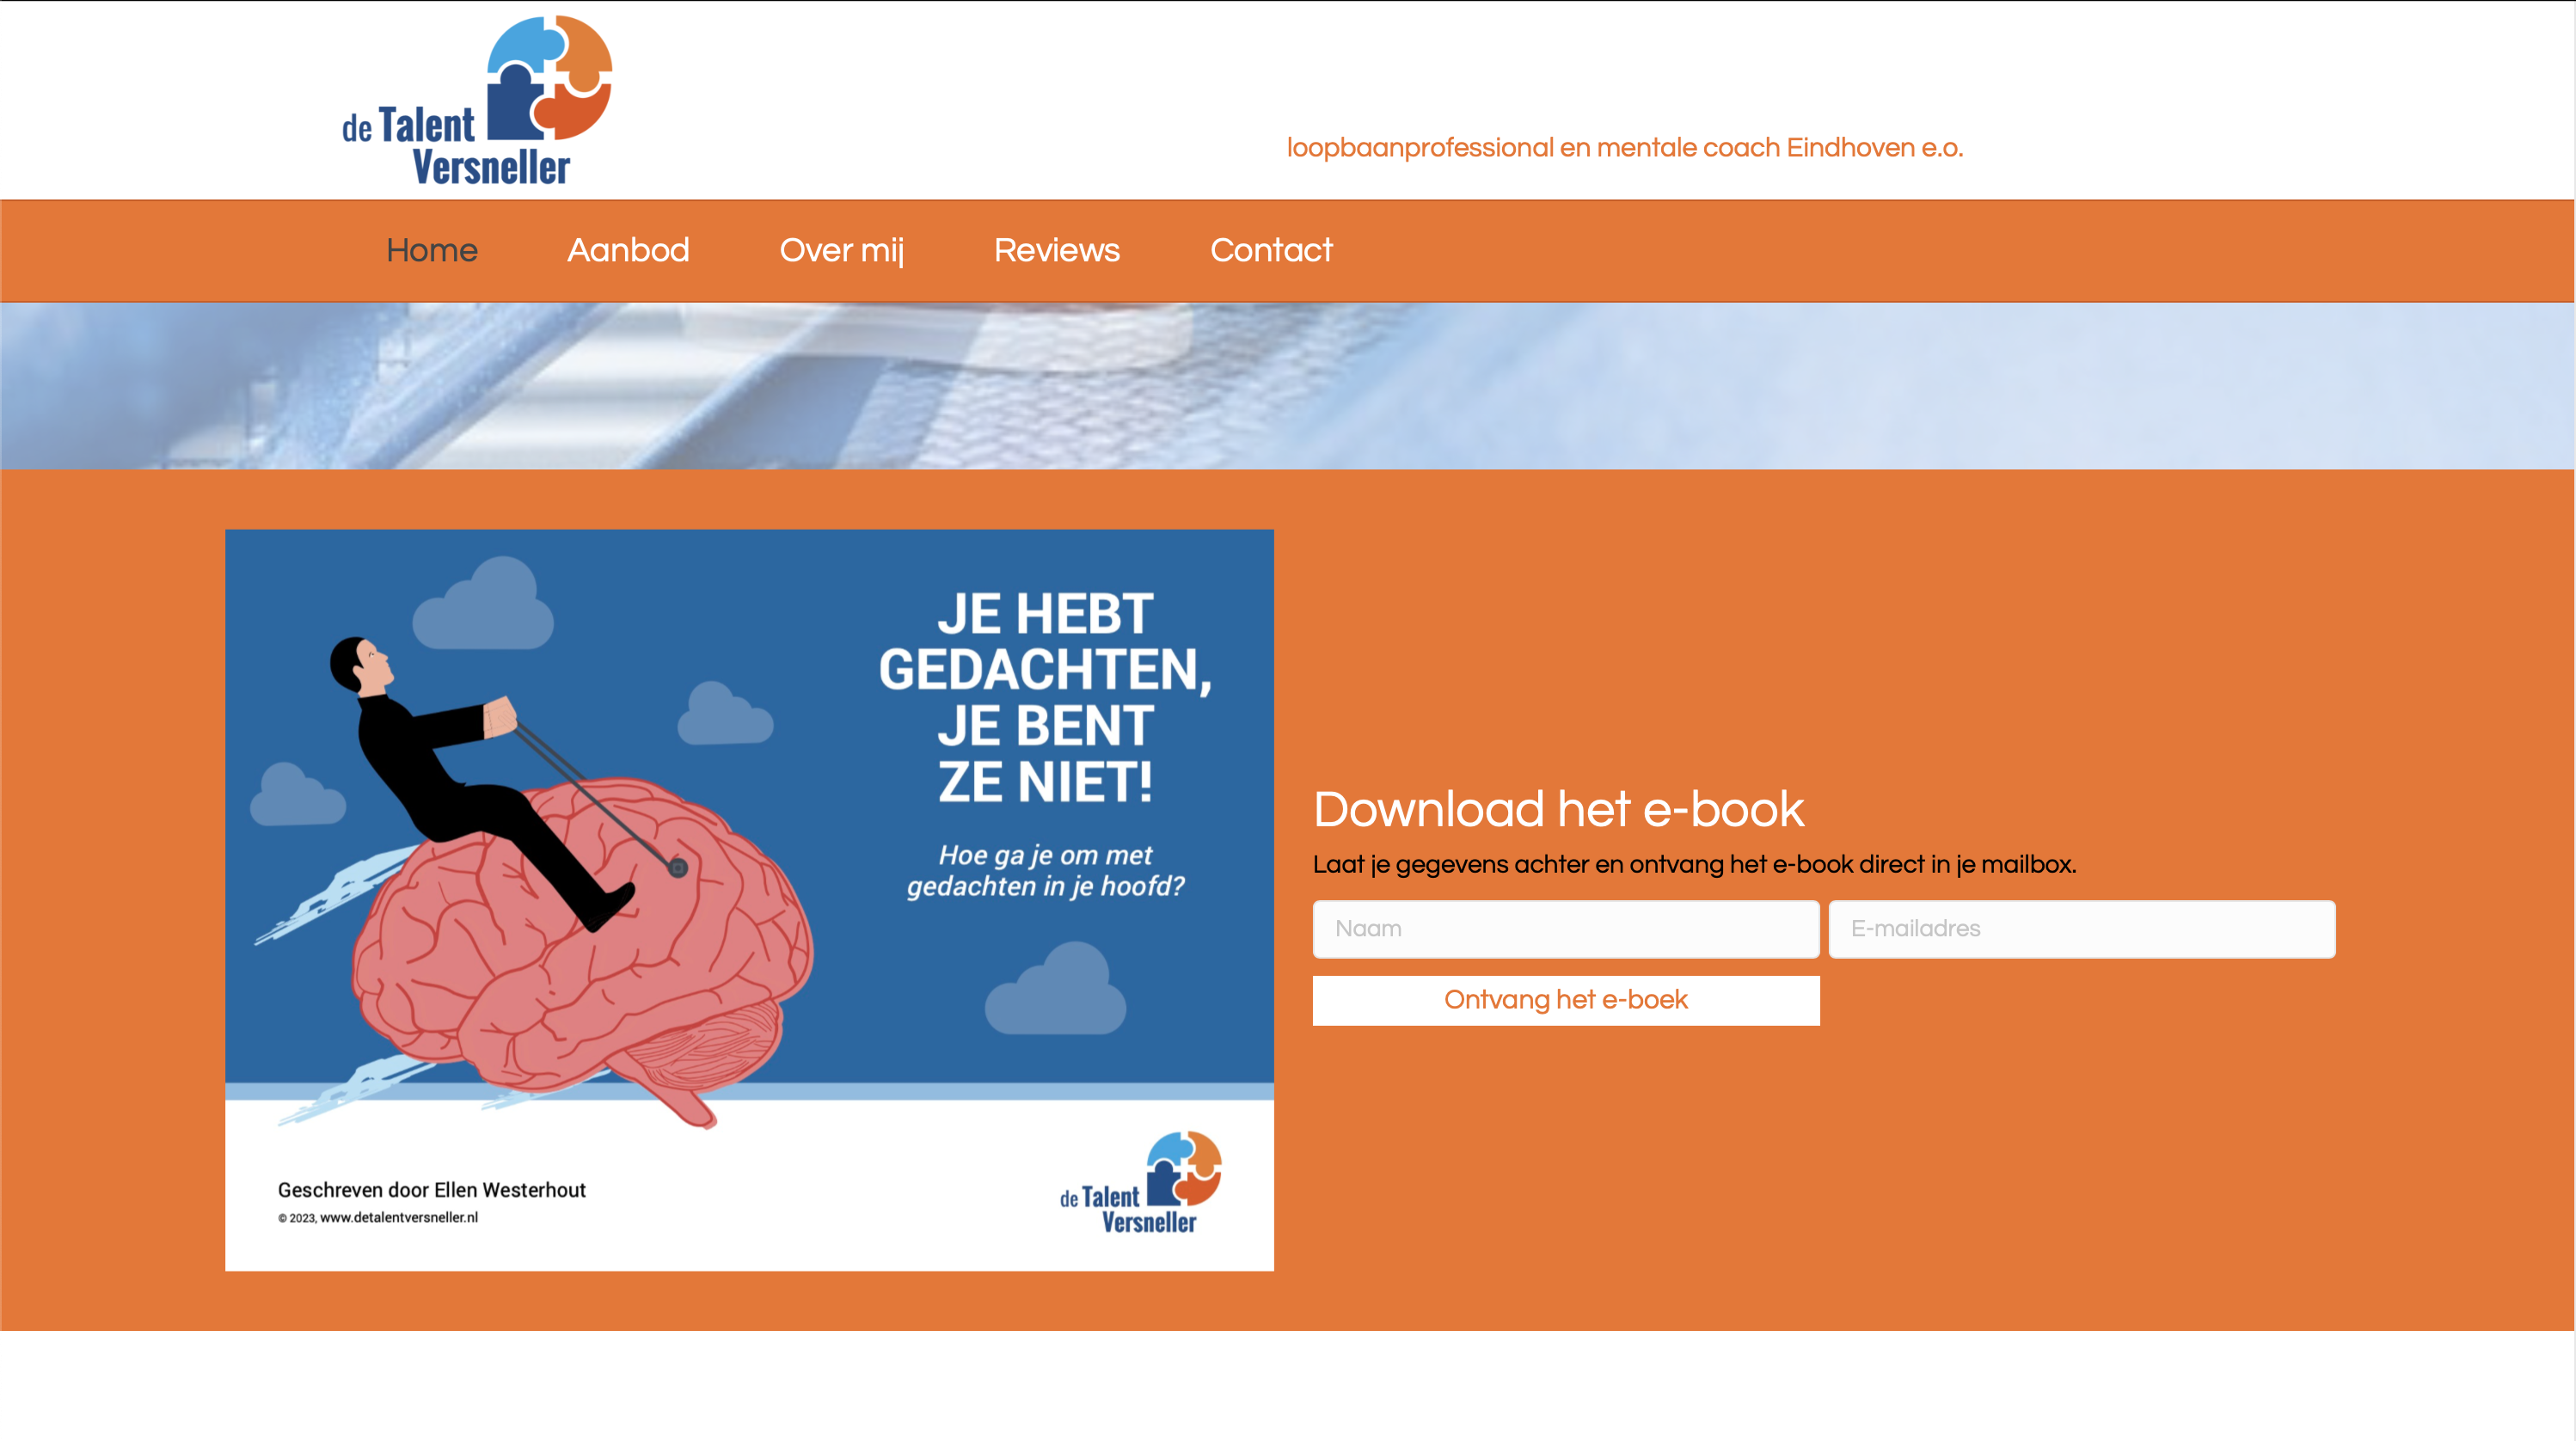 de Talent
Versneller
loopbaanprofessional en mentale coach Eindhoven e.o.
Home Aanbod Over mij Reviews Contact
JE HEBT
GEDACHTEN,
JE BENT
ZE NIET!
Hoe ga je om met
gedachten in je hoofd?
Geschreven door Ellen Westerhout
© 2023, www.detalentversneller.nl
de Talent
Versneller
Download het e-book
Laat je gegevens achter en ontvang het e-book direct in je mailbox.
Naam E-mailadres
Ontvang het e-boek